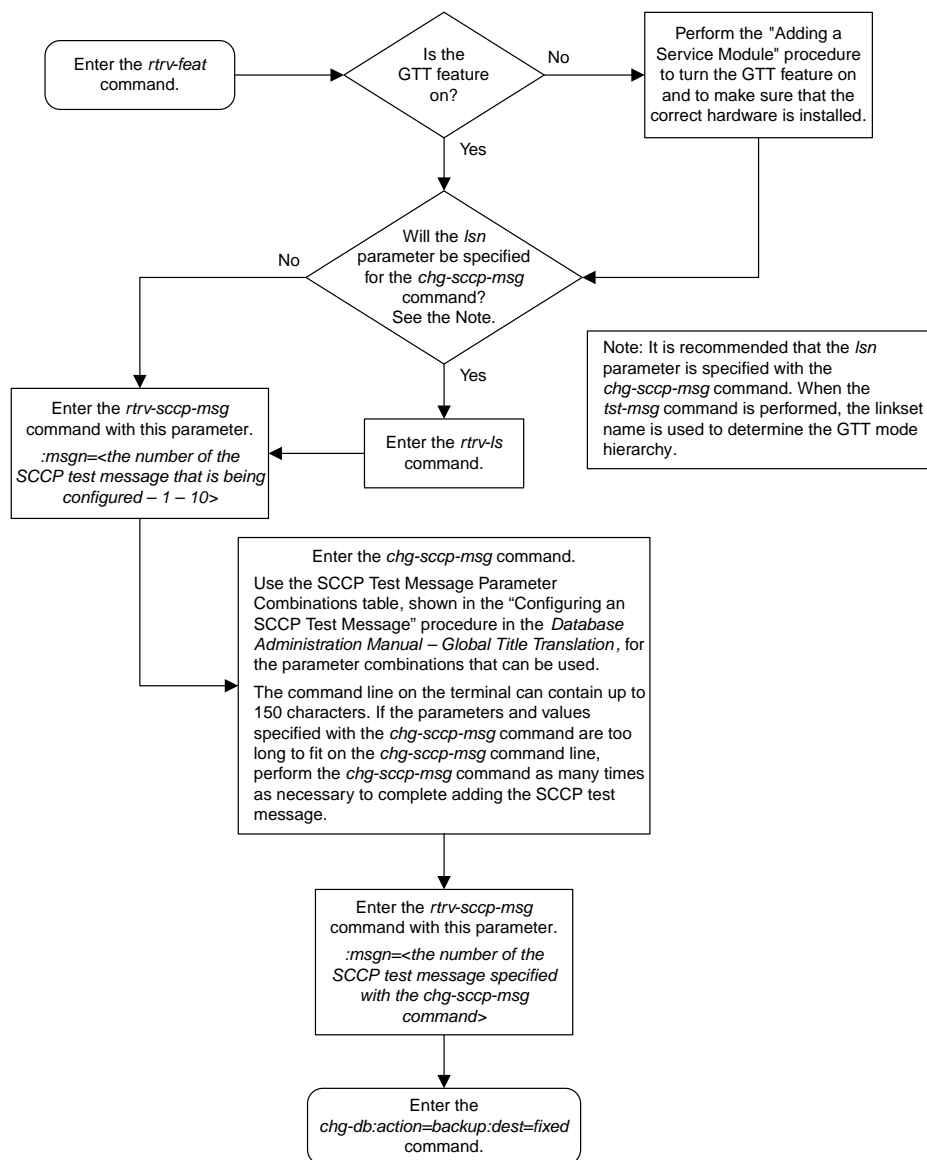 Enter the rtrv-feat
command.
Is the
GTT feature
on?
No
Perform the "Adding a
Service Module" procedure
to turn the GTT feature on
and to make sure that the
correct hardware is installed.
Yes
Will the lsn
parameter be specified
for the chg-sccp-msg
command?
See the Note.
No
Yes
Note: It is recommended that the lsn
parameter is specified with the
chg-sccp-msg command. When the
tst-msg command is performed, the linkset
name is used to determine the GTT mode
hierarchy.
Enter the rtrv-ls
command.
Enter the rtrv-sccp-msg
command with this parameter.
:msgn=<the number of the
SCCP test message that is being
configured – 1 – 10>
Enter the chg-sccp-msg command.
Use the SCCP Test Message Parameter
Combinations table, shown in the “Configuring an
SCCP Test Message” procedure in the Database
Administration Manual – Global Title Translation, for
the parameter combinations that can be used.
The command line on the terminal can contain up to
150 characters. If the parameters and values
specified with the chg-sccp-msg command are too
long to fit on the chg-sccp-msg command line,
perform the chg-sccp-msg command as many times
as necessary to complete adding the SCCP test
message.
Enter the rtrv-sccp-msg
command with this parameter.
:msgn=<the number of the
SCCP test message specified
with the chg-sccp-msg
command>
Enter the
chg-db:action=backup:dest=fixed
command.